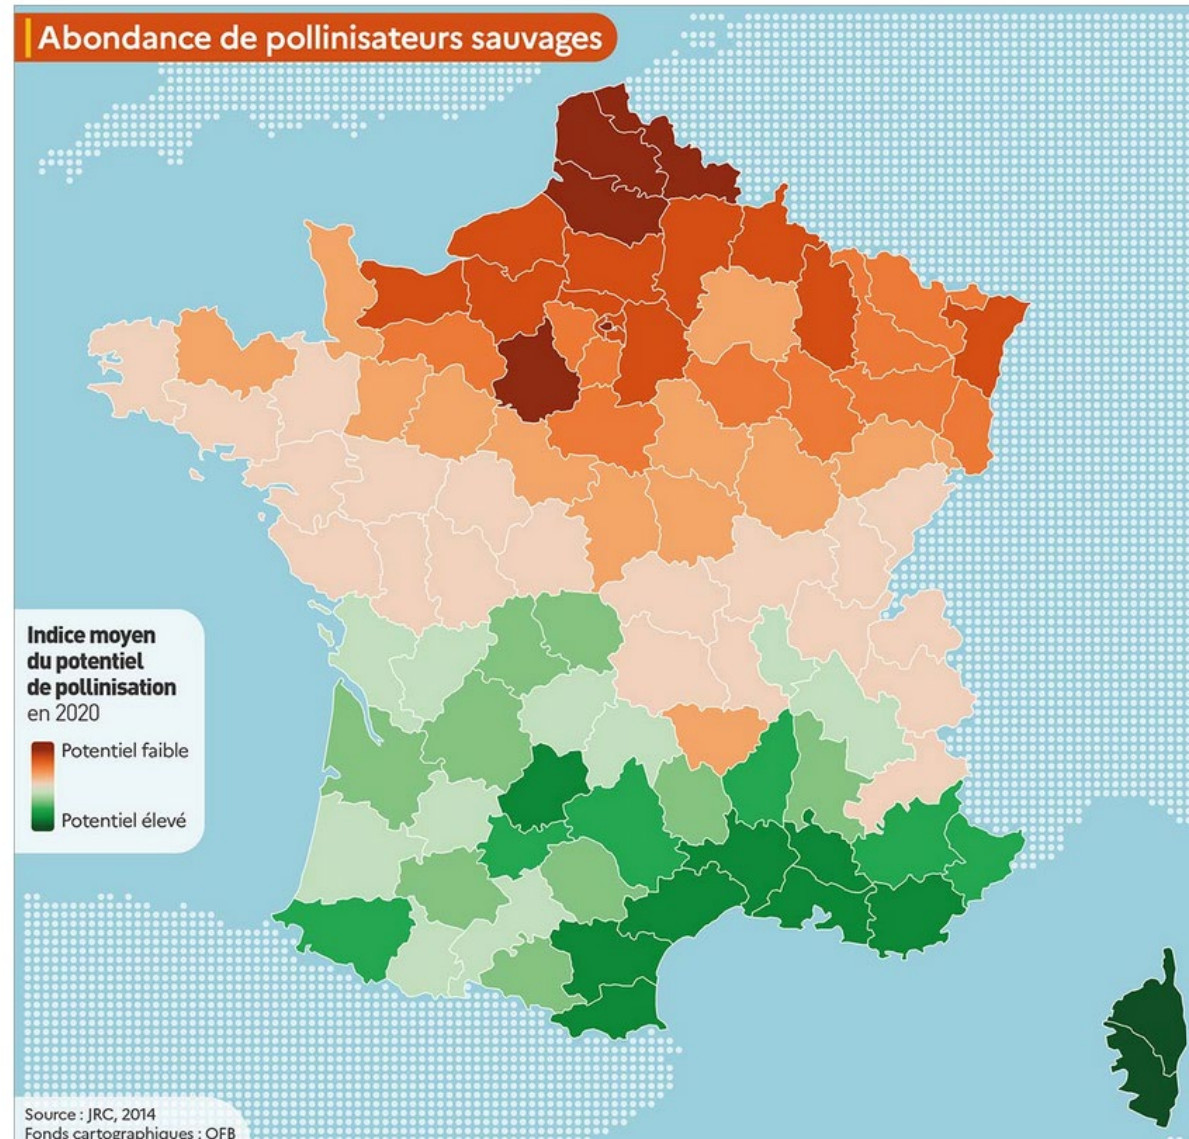 Abondance de pollinisateurs sauvages
Indice moyen
du potentiel
de pollinisation
en 2020
Potentiel faible
Potentiel élevé
Source : JRC, 2014
Fonds cartographiques : OFB